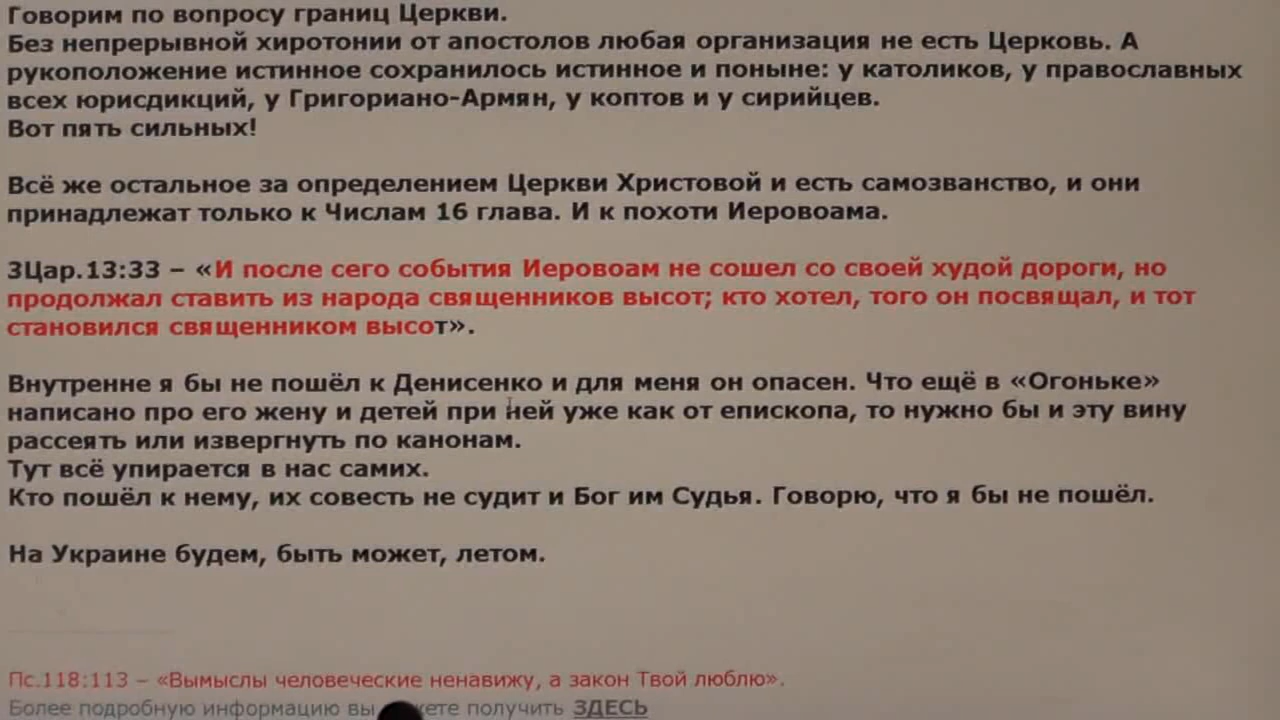 Говорим по вопросу границ Церкви.
Без непрерывной хиротонии от апостолов любая организация не есть Церковь. А
рукоположение истинное сохранилось истинное и поныне: у католиков, у православных
всех юрисдикций, у Григориано-Армян, у коптов и у сирийцев.
Вот пять сильных!
Всё же остальное за определением Церкви Христовой и есть самозванство, и они
принадлежат только к Числам 16 глава. И к похоти Иеровоама.
3Цар.13:33 – «И после сего события Иеровоам не сошел со своей худой дороги, но
продолжал ставить из народа священников высот; кто хотел, того он посвящал, и тот
становился священником высот».
Внутренне я бы не пошёл к Денисенко и для меня он опасен. Что ещё в «Огоньке»
написано про его жену и детей при ней уже как от епископа, то нужно бы и эту вину
рассеять или извергнуть по канонам.
Тут всё упирается в нас самих.
Кто пошёл к нему, их совесть не судит и Бог им Судья. Говорю, что я бы не пошёл.
На Украине будем, быть может, летом.
Пс.118:113 – «Вымыслы человеческие ненавижу, а закон Твой люблю».
Более подробную информацию вы получить ЗДЕСЬ